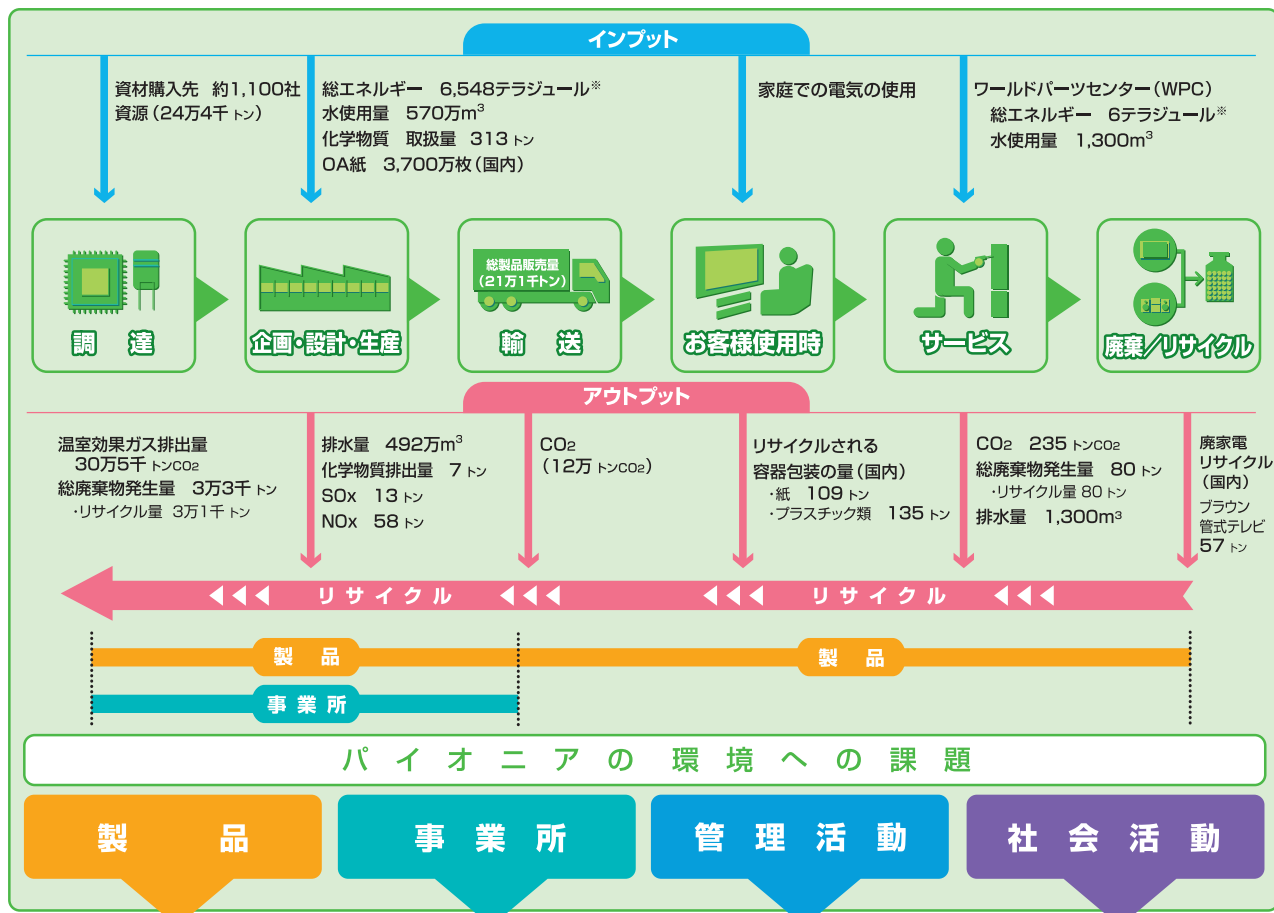 インプット
資材購入先 約1,100社
資源(24万4千 トン)
総エネルギー 6,548テラジュール※
水使用量 570万m³
化学物質 取扱量 313 トン
OA紙 3,700万枚(国内)
家庭での電気の使用
ワールドパーツセンター(WPC)
総エネルギー 6テラジュール※
水使用量 1,300m³
調達
企画・設計・生産
総製品販売量
(21万1千トン)
輸送
お客様使用時
サービス
廃棄/リサイクル
アウトプット
温室効果ガス排出量
30万5千 トンCO₂
総廃棄物発生量 3万3千 トン
・リサイクル量 3万1千 トン
排水量 492万m³
化学物質排出量 7 トン
SOx 13 トン
NOx 58 トン
CO₂
(12万 トンCO₂)
リサイクルされる
容器包装の量(国内)
・紙 109 トン
・プラスチック類 135 トン
CO₂ 235 トンCO₂
総廃棄物発生量 80 トン
・リサイクル量 80 トン
排水量 1,300m³
廃家電
リサイクル
(国内)
ブラウン
管式テレビ
57 トン
リサイクル
リサイクル
製品
製品
事業所
パイオニアの環境への課題
製品
事業所
管理活動
社会活動